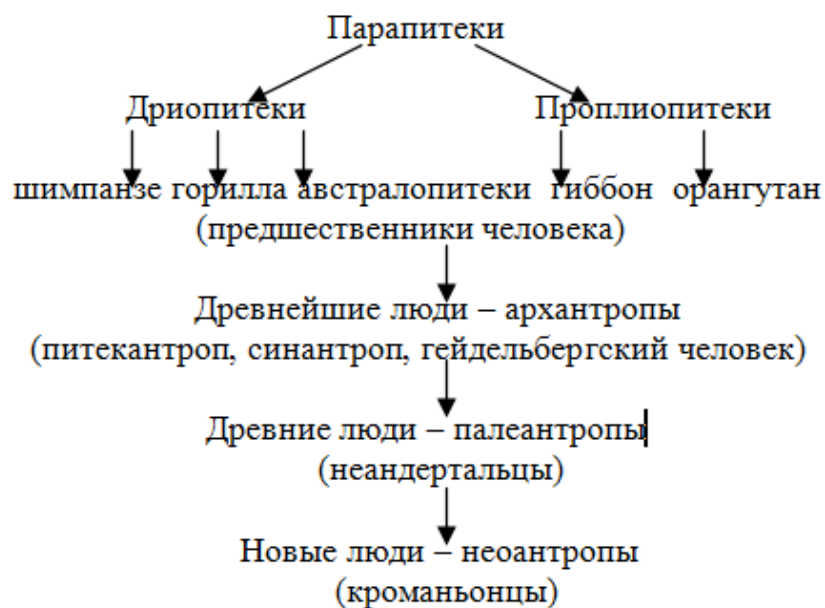 Парапитеки
Дриопитеки Проплиопитеки
шимпанзе горилла австралопитеки гиббон орангутан
(предшественники человека)
Древнейшие люди – архантропы
(питекантроп, синантроп, гейдельбергский человек)
Древние люди – палеантропы
(неандертальцы)
Новые люди – неоантропы
(кроманьонцы)